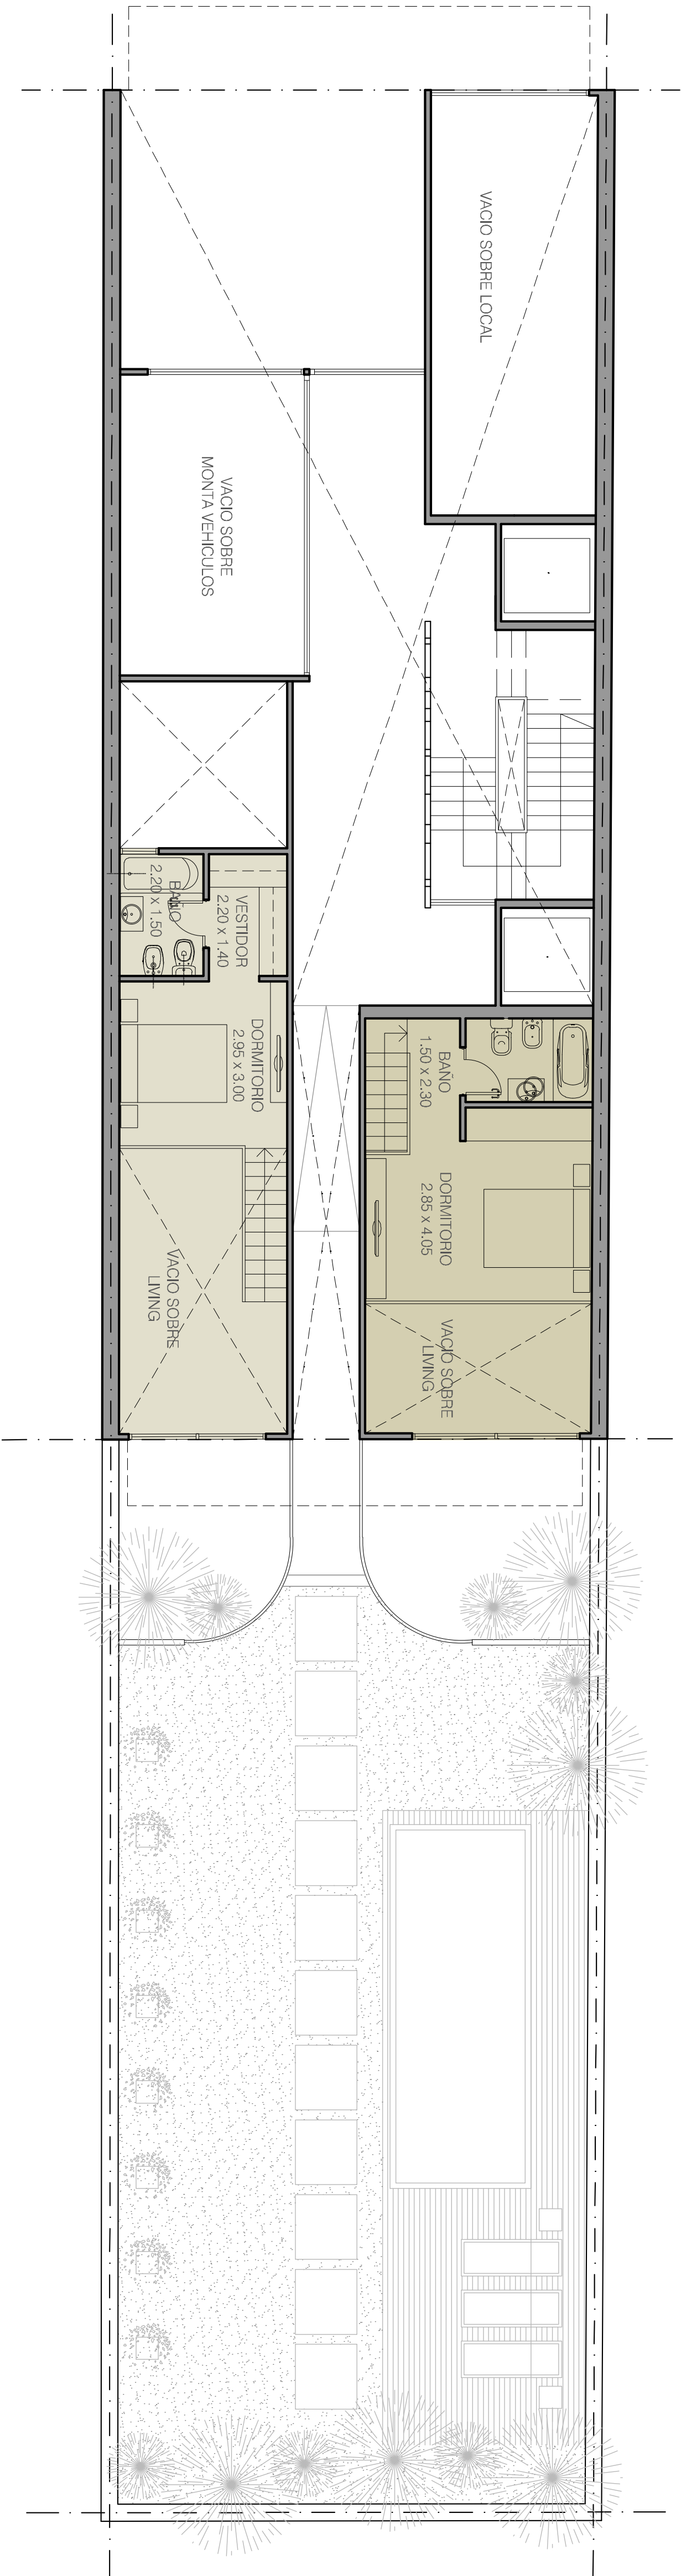 VACIO SOBRE LOCAL
VACIO SOBRE
MONTA VEHICULOS
BAÑO
2.20 x 1.50
VESTIDOR
2.20 x 1.40
DORMITORIO
2.95 x 3.00
VACIO SOBRE
LIVING
BAÑO
1.50 x 2.30
DORMITORIO
2.85 x 4.05
VACIO SOBRE
LIVING